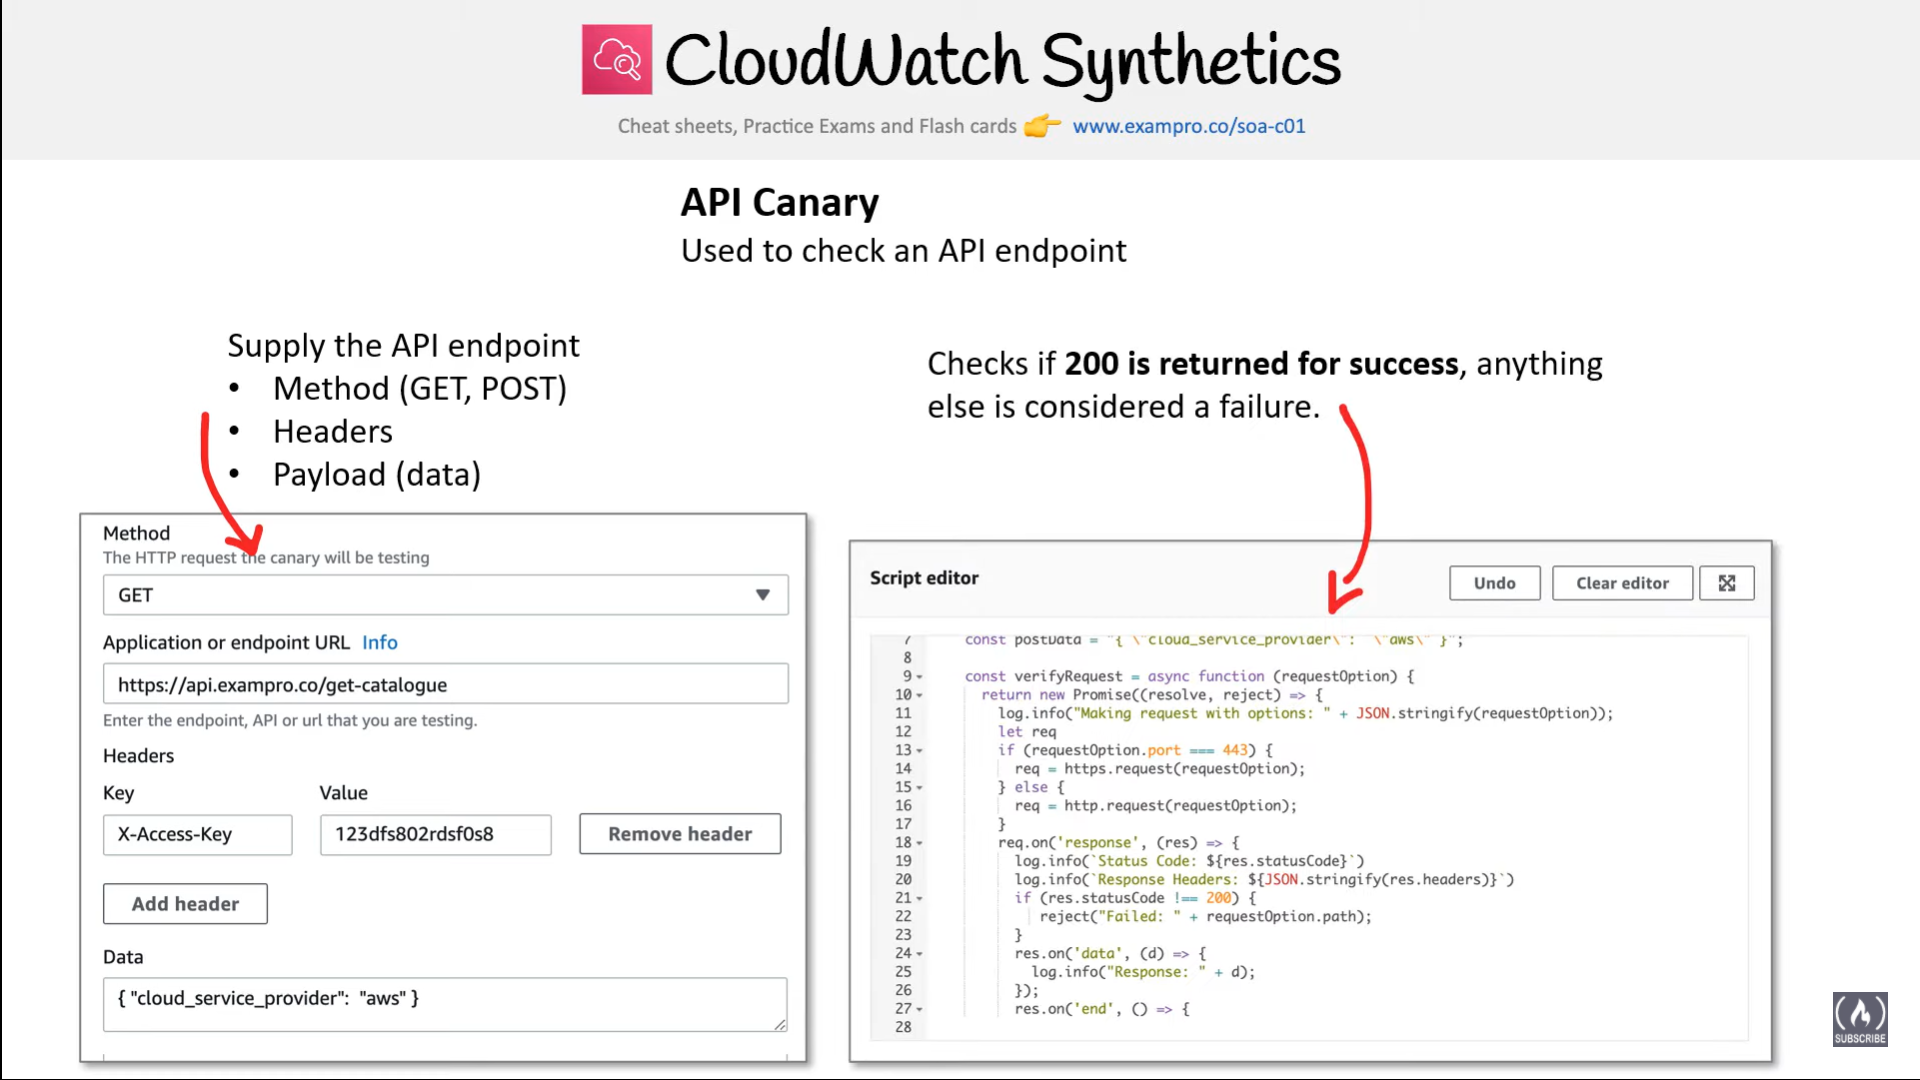 CloudWatch Synthetics
Cheat sheets, Practice Exams and Flash cards www.exampro.co/soa-c01
API Canary
Used to check an API endpoint
Supply the API endpoint
• Method (GET, POST)
• Headers
• Payload (data)
Checks if 200 is returned for success, anything
else is considered a failure.
Method
The HTTP request the canary will be testing
GET
Application or endpoint URL Info
https://api.exampro.co/get-catalogue
Enter the endpoint, API or url that you are testing.
Headers
Key Value
X-Access-Key 123dfs802rdsf0s8 Remove header
Add header
Data
{ "cloud_service_provider": "aws" }
Script editor Undo Clear editor
7 const postData = "{ \"cloud_service_provider\": \"aws\" }";
8
9 const verifyRequest = async function (requestOption) {
10 return new Promise((resolve, reject) => {
11 log.info("Making request with options: " + JSON.stringify(requestOption));
12 let req
13 if (requestOption.port === 443) {
14 req = https.request(requestOption);
15 } else {
16 req = http.request(requestOption);
17 }
18 req.on('response', (res) => {
19 log.info(`Status Code: ${res.statusCode}`)
20 log.info(`Response Headers: ${JSON.stringify(res.headers)}`)
21 if (res.statusCode !== 200) {
22 reject("Failed: " + requestOption.path);
23 }
24 res.on('data', (d) => {
25 log.info("Response: " + d);
26 });
27 res.on('end', () => {
28
SUBSCRIBE